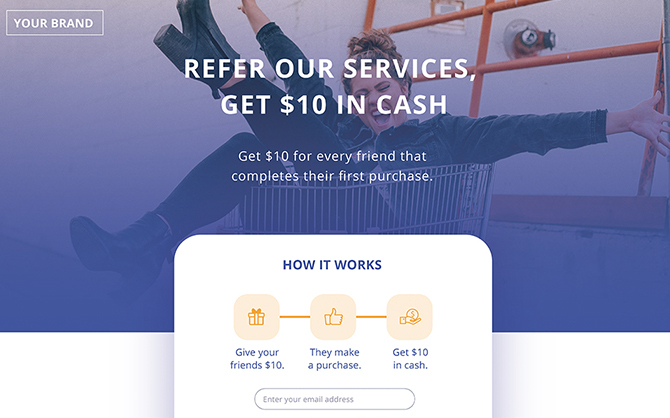 YOUR BRAND
REFER OUR SERVICES,
GET $10 IN CASH
Get $10 for every friend that
completes their first purchase.
HOW IT WORKS
Give your
friends $10.
They make
a purchase.
Get $10
in cash.
Enter your email address